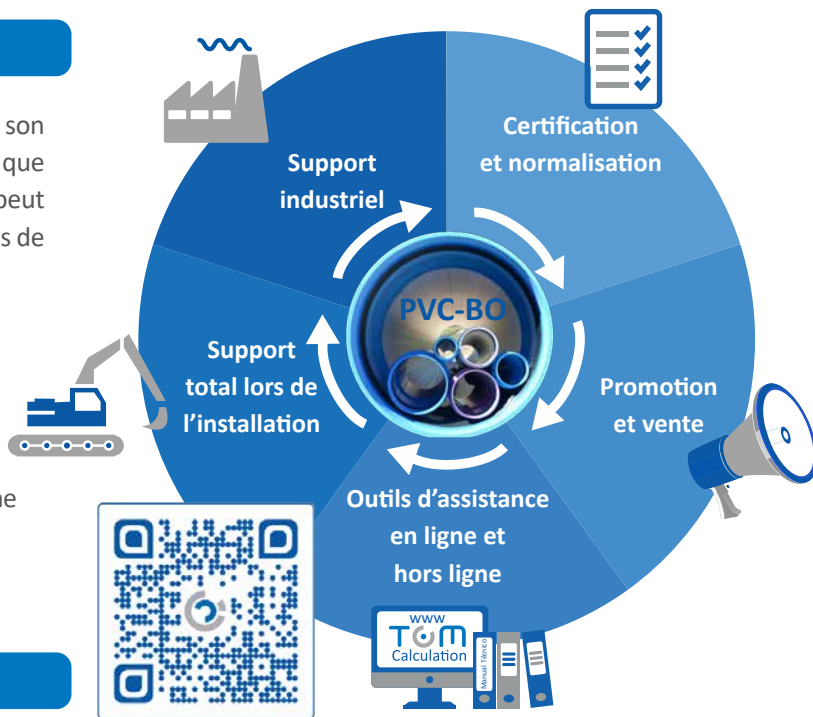 son
que
peut
s de
ne
Support
industriel
Certification
et normalisation
PVC-BO
Support
total lors de
l’installation
Promotion
et vente
Outils d’assistance
en ligne et
hors ligne
www
TOM
Calculation
Manual Técnico